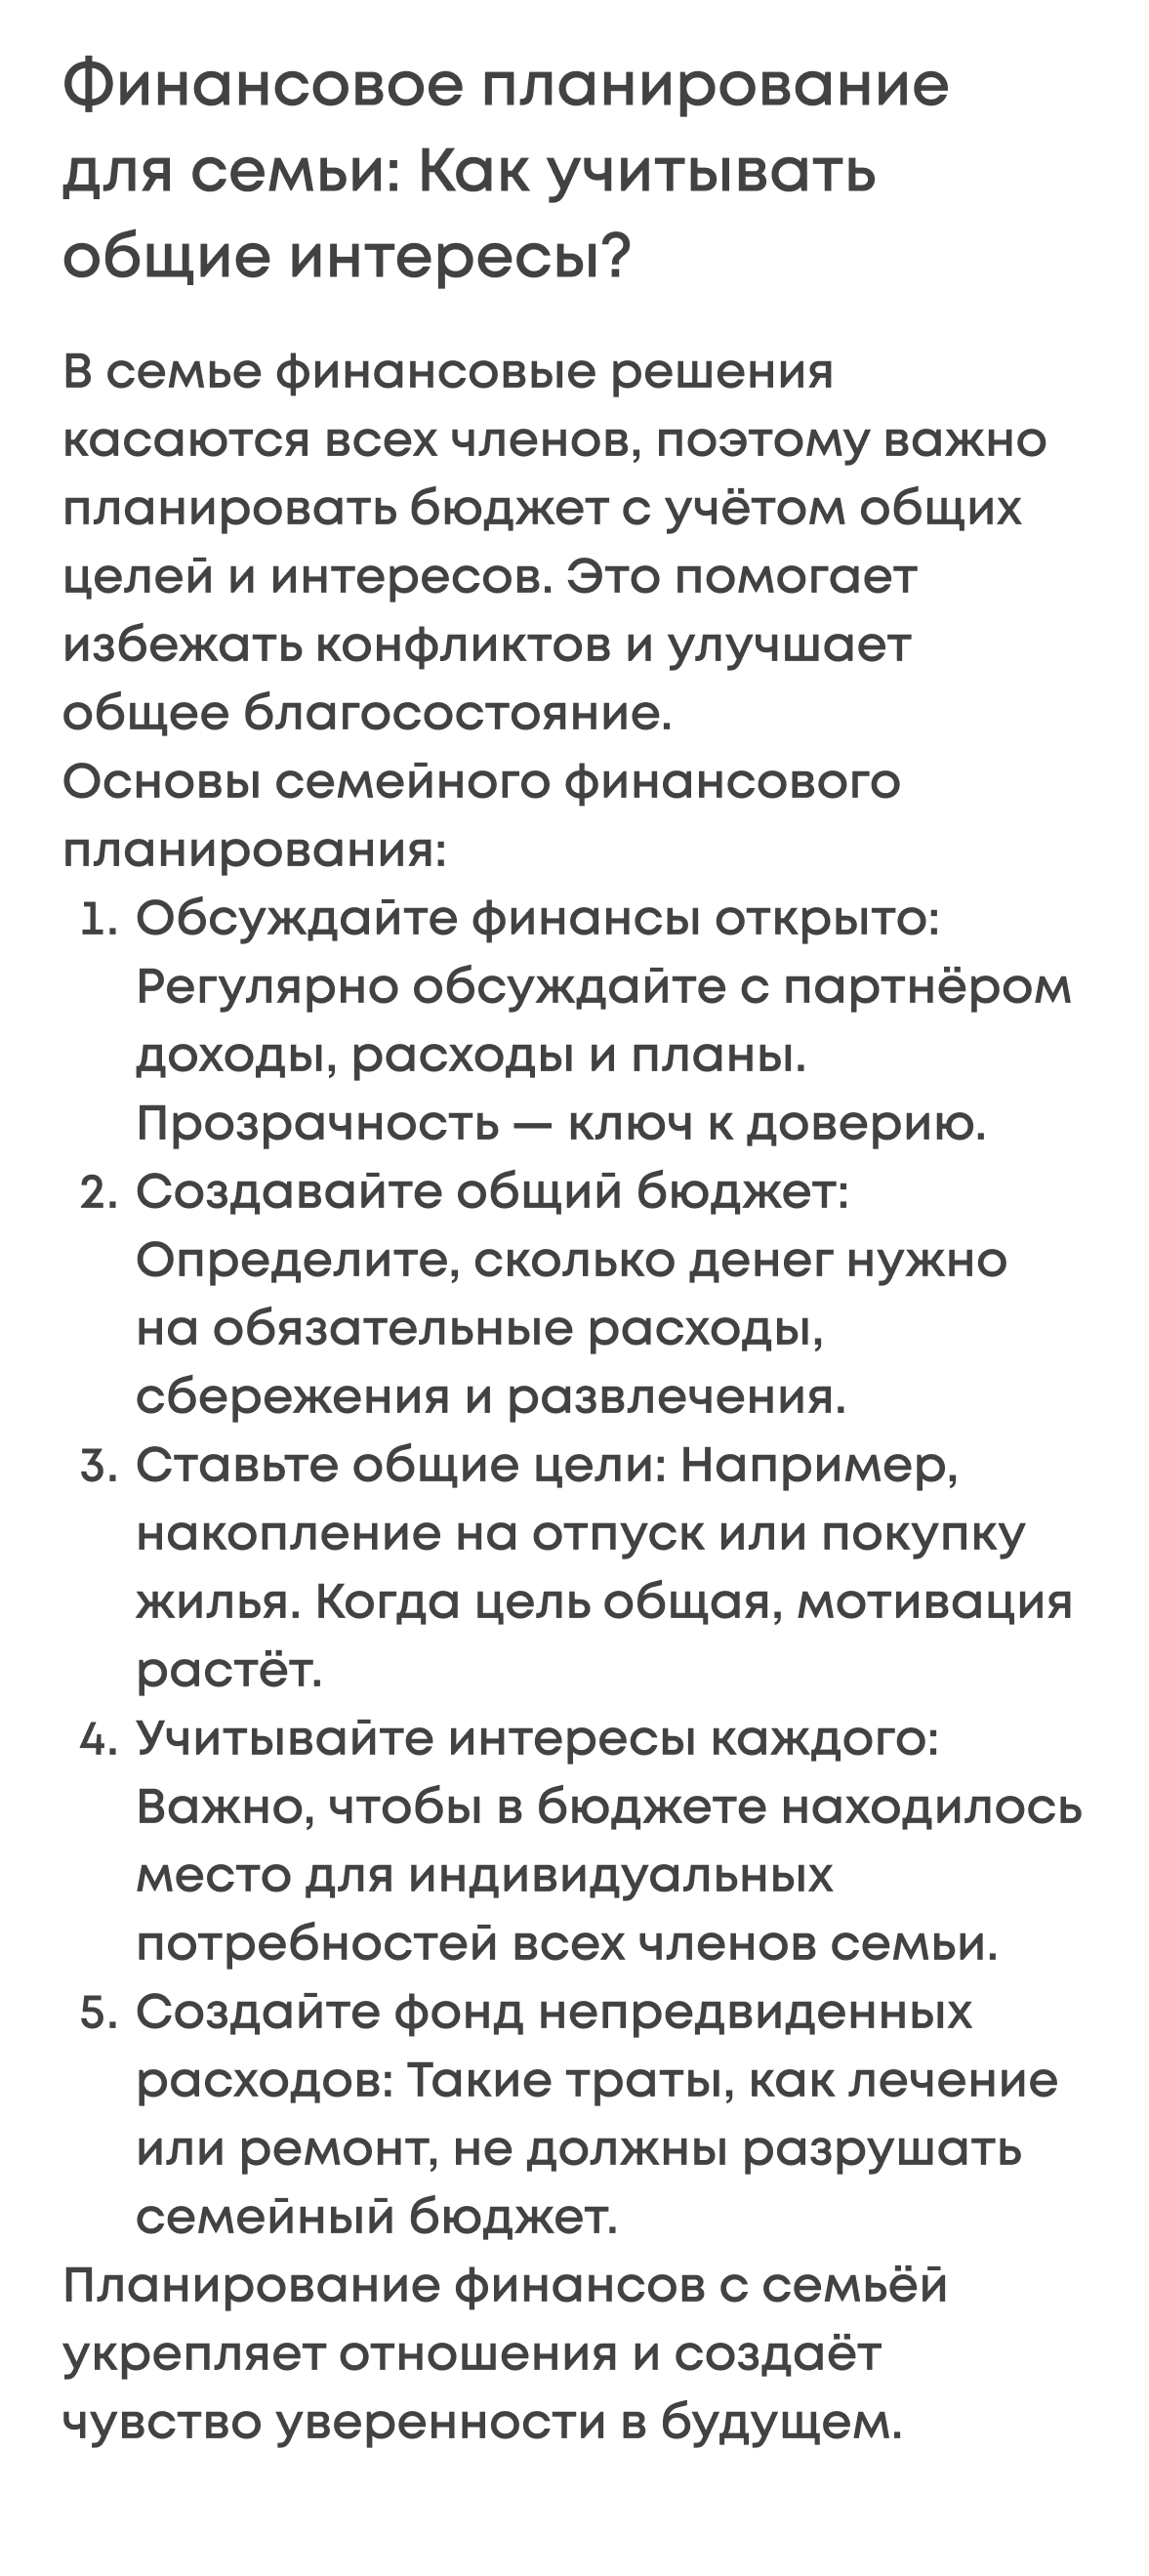 Финансовое планирование
для семьи: Как учитывать
общие интересы?
В семье финансовые решения
касаются всех членов, поэтому важно
планировать бюджет с учётом общих
целей и интересов. Это помогает
избежать конфликтов и улучшает
общее благосостояние.
Основы семейного финансового
планирования:
1. Обсуждайте финансы открыто:
Регулярно обсуждайте с партнёром
доходы, расходы и планы.
Прозрачность — ключ к доверию.
2. Создавайте общий бюджет:
Определите, сколько денег нужно
на обязательные расходы,
сбережения и развлечения.
3. Ставьте общие цели: Например,
накопление на отпуск или покупку
жилья. Когда цель общая, мотивация
растёт.
4. Учитывайте интересы каждого:
Важно, чтобы в бюджете находилось
место для индивидуальных
потребностей всех членов семьи.
5. Создайте фонд непредвиденных
расходов: Такие траты, как лечение
или ремонт, не должны разрушать
семейный бюджет.
Планирование финансов с семьёй
укрепляет отношения и создаёт
чувство уверенности в будущем.